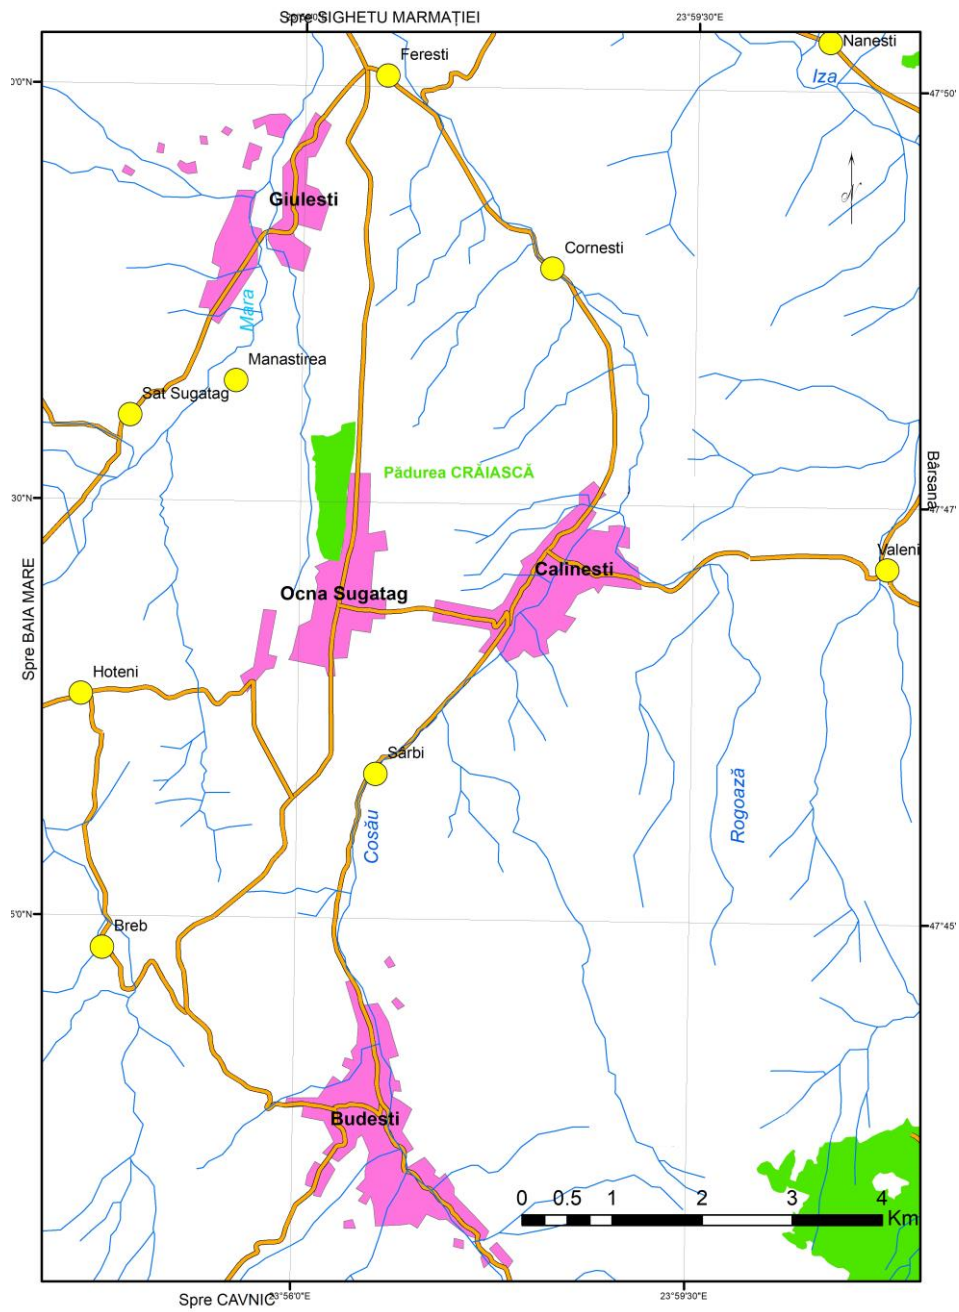 Spre SIGHETU MARMAȚIEI
23°59'30"E
Feresti
Nanesti
Iza
47°50'
N
Giulesti
Cornesti
Mara
Manastirea
Sat Sugatag
Pădurea CRĂIASCĂ
Bârsana
30"N
47°47'
Spre BAIA MARE
Valeni
Calinesti
Ocna Sugatag
Hoteni
Sârbi
Cosău
Rogoază
5'0"N
47°45'
Breb
Budesti
0 0.5 1 2 3 4
Km
23°56'0"E
23°59'30"E
Spre CAVNIC